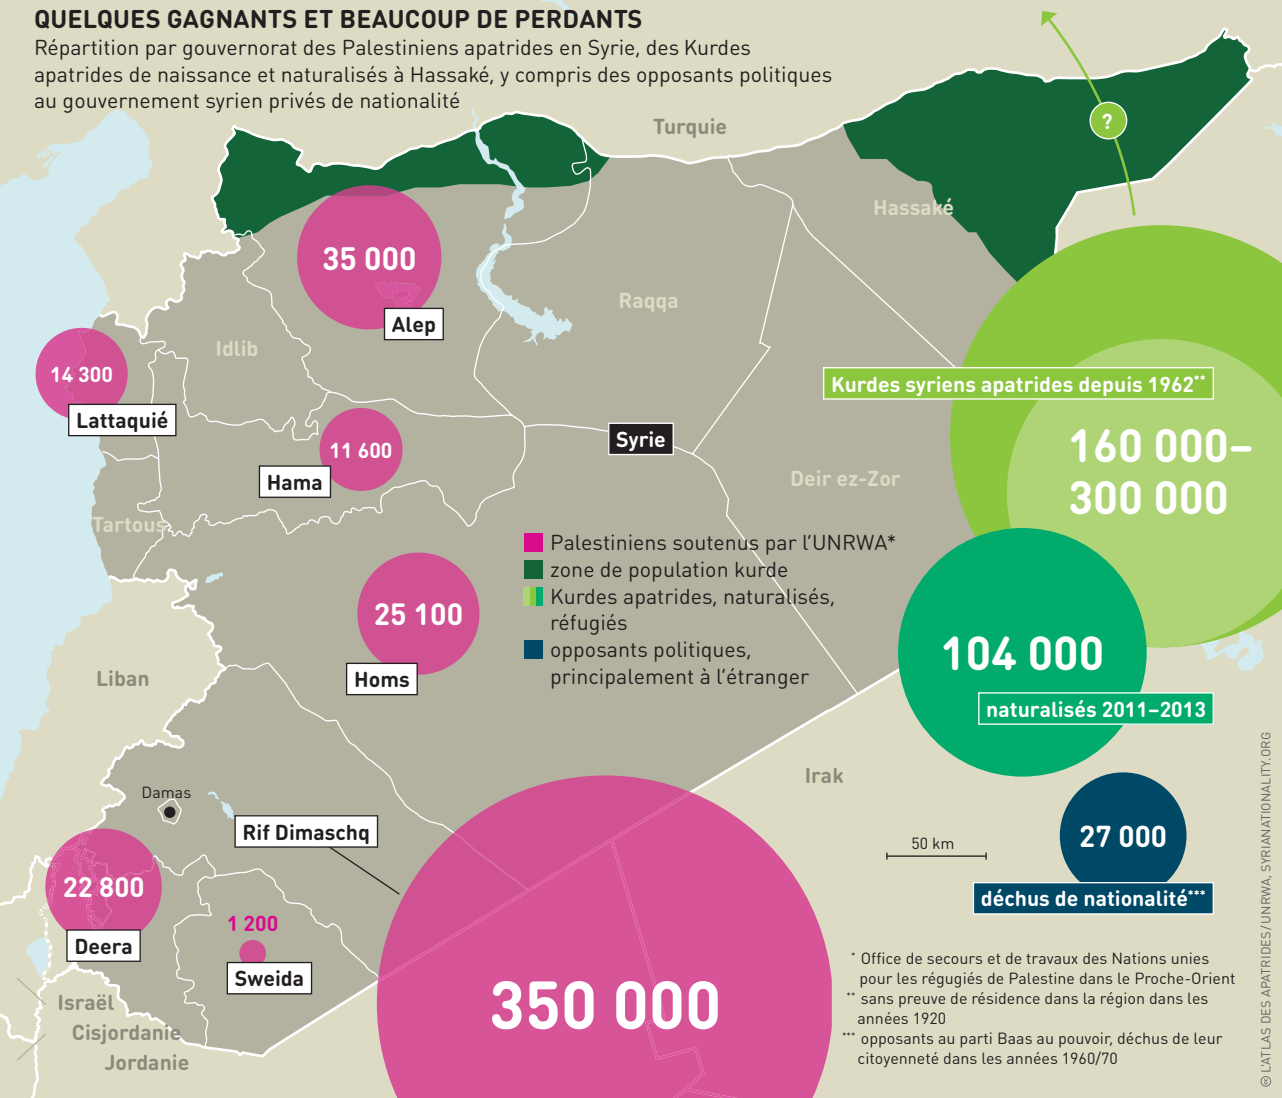 QUELQUES GAGNANTS ET BEAUCOUP DE PERDANTS
Répartition par gouvernorat des Palestiniens apatrides en Syrie, des Kurdes
apatrides de naissance et naturalisés à Hassaké, y compris des opposants politiques
au gouvernement syrien privés de nationalité
Turquie
?
Hassaké
35 000
Alep
Raqqa
Idlib
14 300
Lattaquié
Kurdes syriens apatrides depuis 1962**
160 000–
300 000
11 600
Hama
Syrie
Deir ez-Zor
Tartous
Palestiniens soutenus par l’UNRWA*
zone de population kurde
Kurdes apatrides, naturalisés,
réfugiés
opposants politiques,
principalement à l’étranger
25 100
Homs
104 000
naturalisés 2011–2013
Liban
Irak
Damas
Rif Dimaschq
50 km
27 000
déchus de nationalité***
22 800
Deera
1 200
Sweida
350 000
Israël
Cisjordanie
Jordanie
* Office de secours et de travaux des Nations unies
pour les régugiés de Palestine dans le Proche-Orient
** sans preuve de résidence dans la région dans les
années 1920
*** opposants au parti Baas au pouvoir, déchus de leur
citoyenneté dans les années 1960/70
L’ATLAS DES APATRIDES/UNRWA, SYRIANATIONALITY.ORG